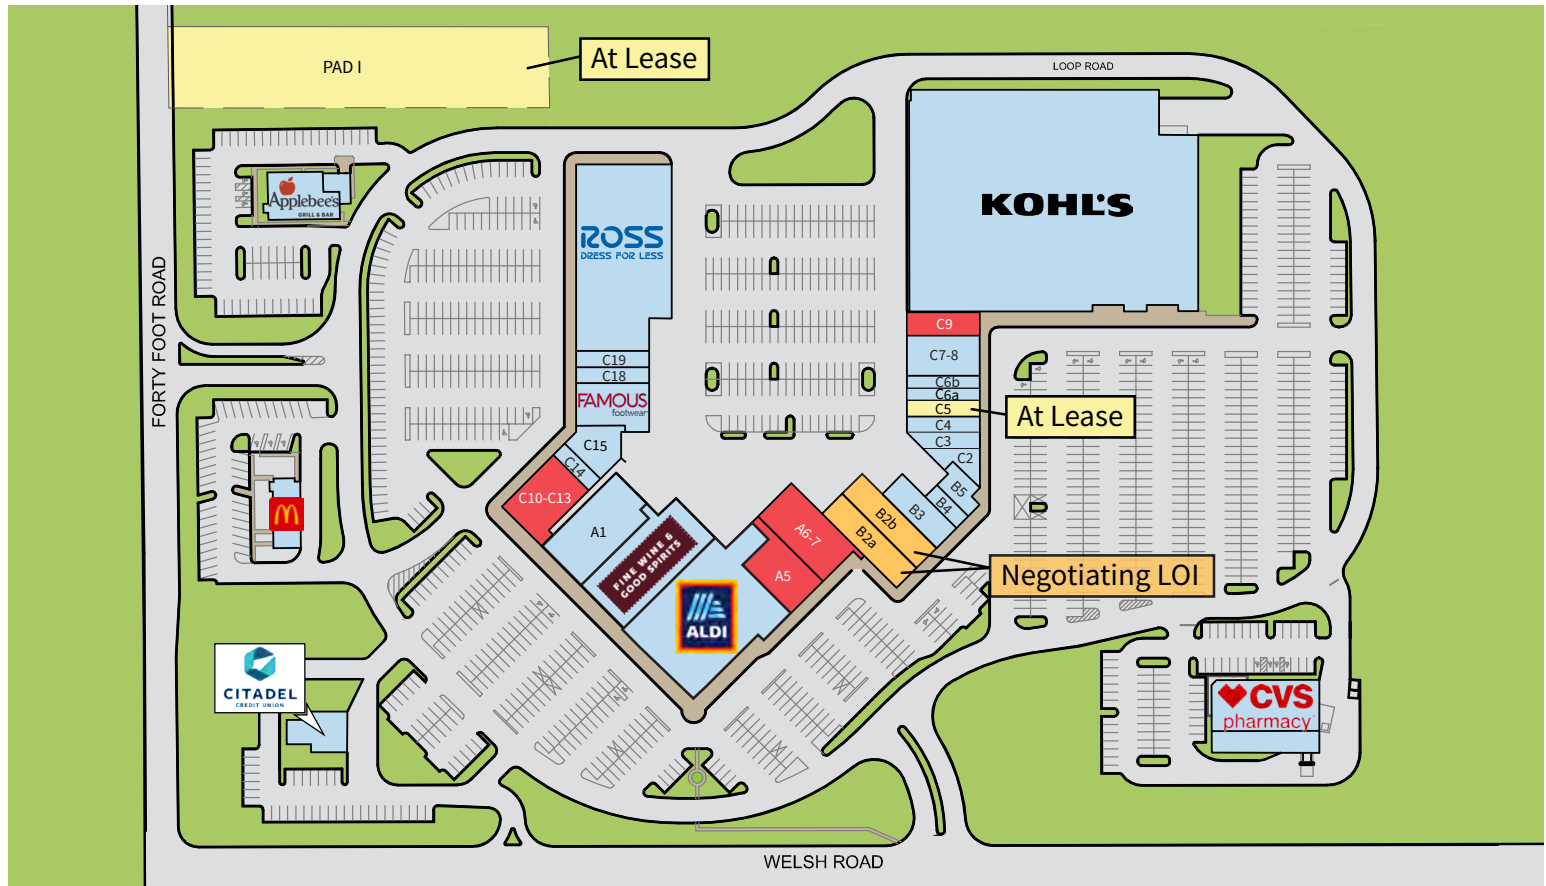 PAD I
At Lease
LOOP ROAD
Applebee's
GRILL & BAR
KOHL'S
ROSS
DRESS FOR LESS
FORTY FOOT ROAD
C9
C7-8
C6b
C6a
C5
At Lease
C4
C3
C2
C19
C18
FAMOUS
footwear
C15
C14
C10-C13
B5
B4
B3
B2b
B2a
Negotiating LOI
A1
FINE WINE &
GOOD SPIRITS
A6-7
A5
ALDI
CITADEL
CREDIT UNION
CVS
pharmacy
WELSH ROAD